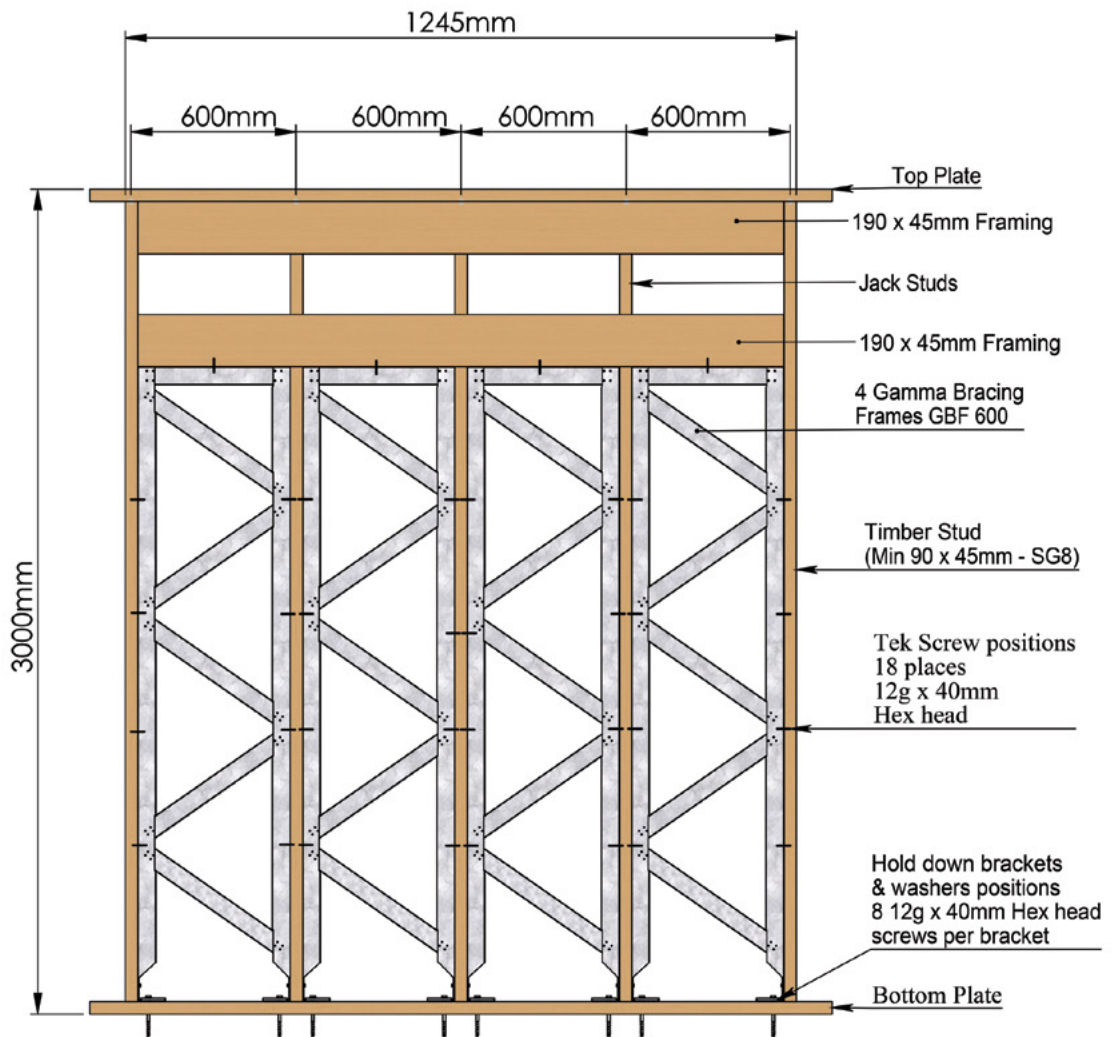 1245mm
600mm 600mm 600mm 600mm
Top Plate
190 x 45mm Framing
Jack Studs
190 x 45mm Framing
4 Gamma Bracing
Frames GBF 600
Timber Stud
(Min 90 x 45mm - SG8)
3000mm
Tek Screw positions
18 places
12g x 40mm
Hex head
Hold down brackets
& washers positions
8 12g x 40mm Hex head
screws per bracket
Bottom Plate